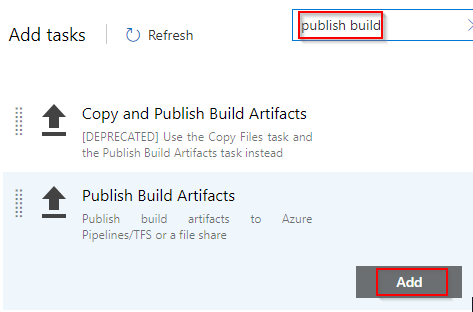 publish build
Add tasks
Refresh
Copy and Publish Build Artifacts
[DEPRECATED] Use the Copy Files task and
the Publish Build Artifacts task instead
Publish Build Artifacts
Publish build artifacts to Azure
Pipelines/TFS or a file share
Add